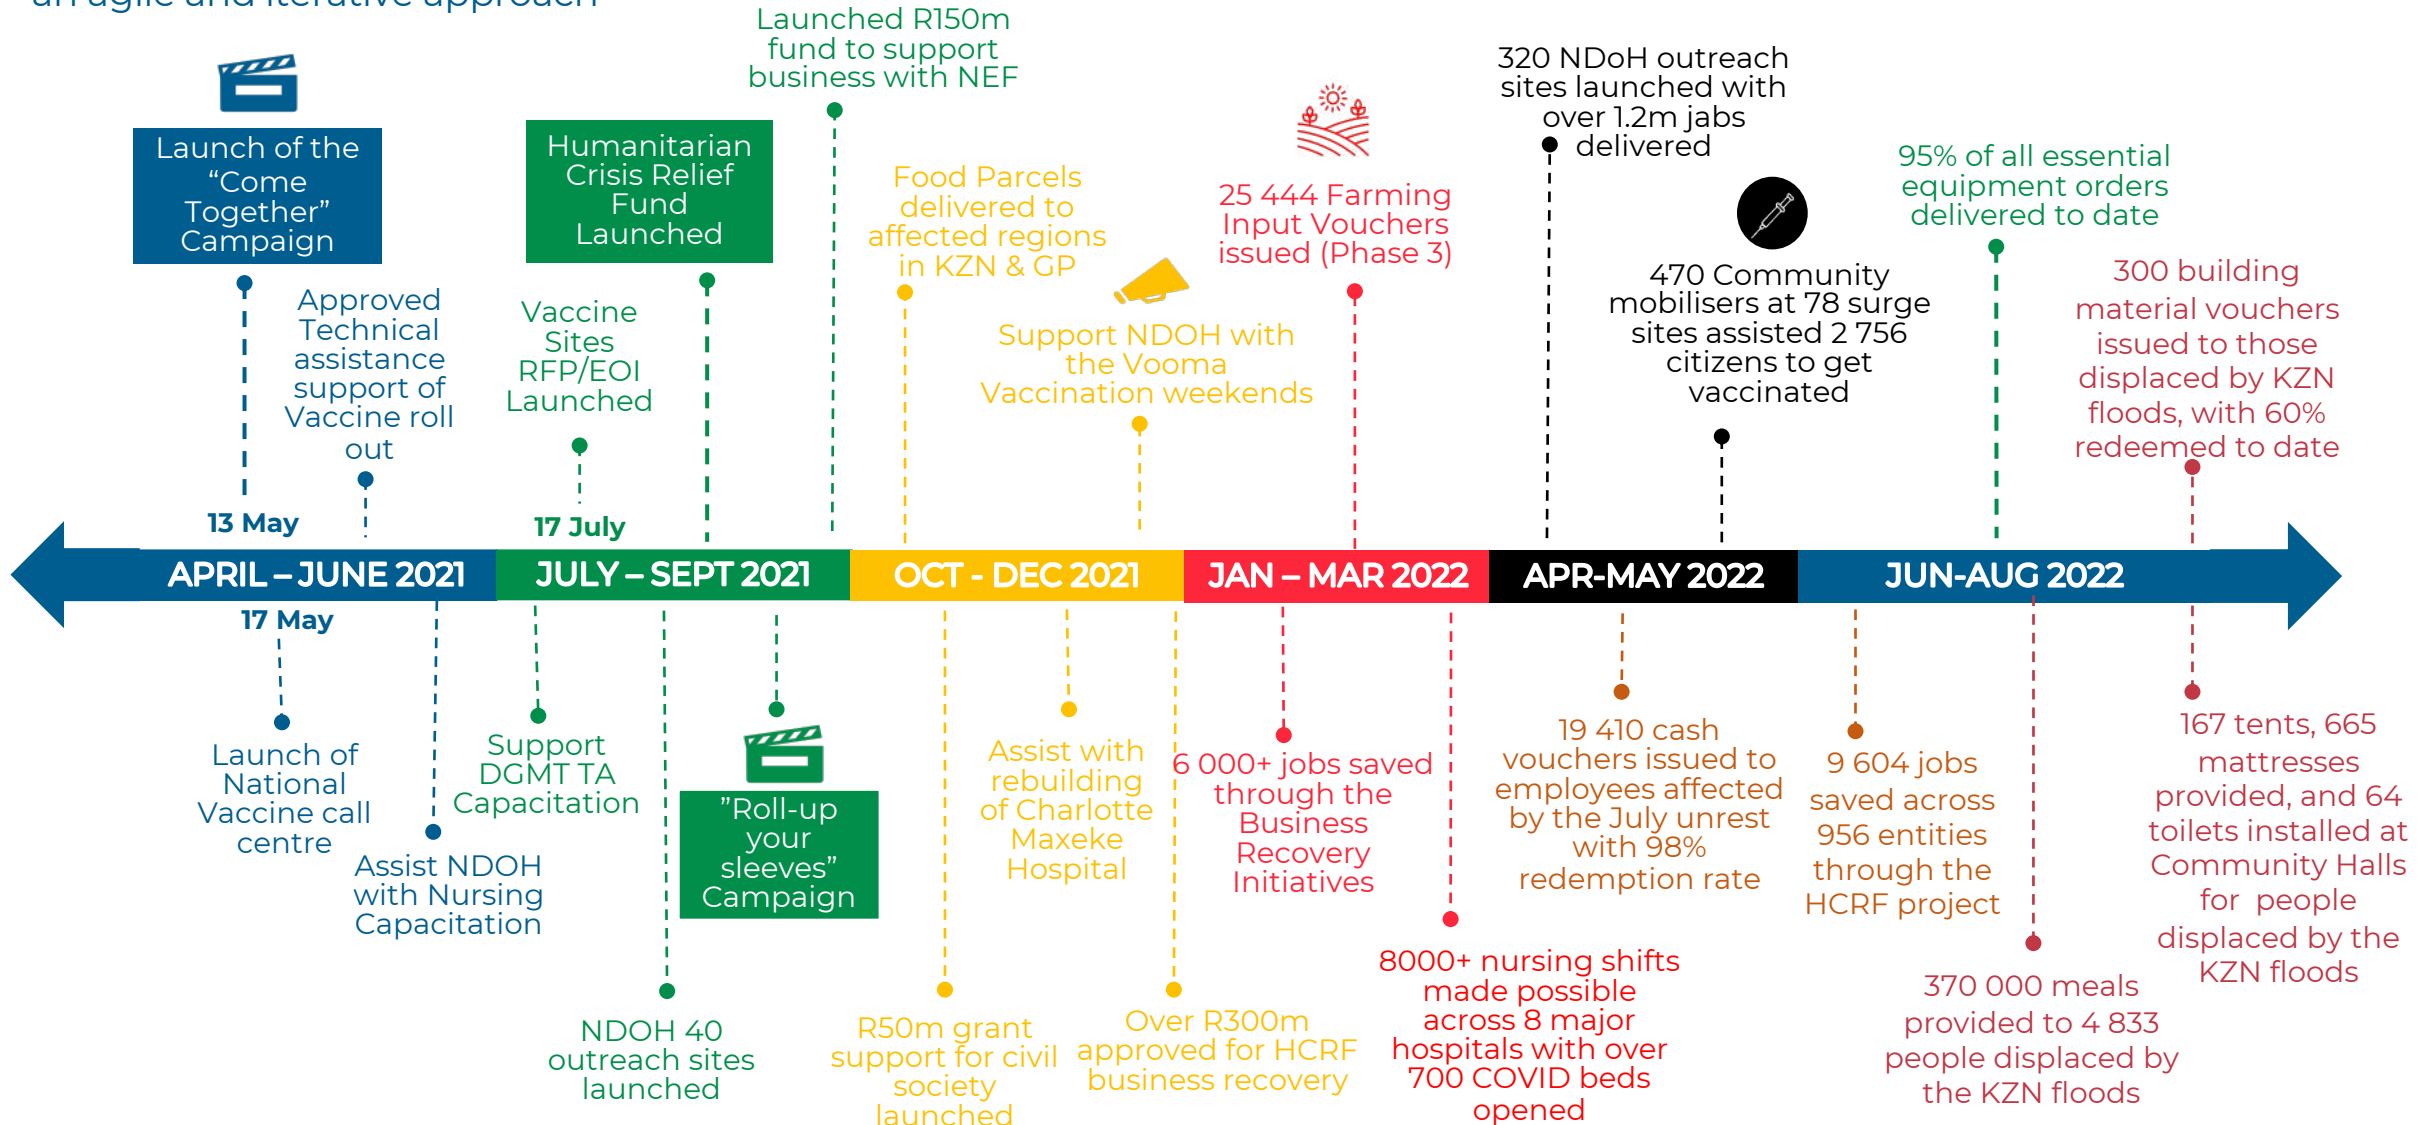 an agile and iterative approach
Launch of the
“Come
Together”
Campaign
13 May
Approved
Technical
assistance
support of
Vaccine roll
out
Vaccine
Sites
RFP/EOI
Launched
17 July
Humanitarian
Crisis Relief
Fund
Launched
Launched R150m
fund to support
business with NEF
Food Parcels
delivered to
affected regions
in KZN & GP
Support NDOH with
the Vooma
Vaccination weekends
25 444 Farming
Input Vouchers
issued (Phase 3)
320 NDoH outreach
sites launched with
over 1.2m jabs
delivered
470 Community
mobilisers at 78 surge
sites assisted 2 756
citizens to get
vaccinated
95% of all essential
equipment orders
delivered to date
300 building
material vouchers
issued to those
displaced by KZN
floods, with 60%
redeemed to date
APRIL – JUNE 2021
JULY – SEPT 2021
OCT - DEC 2021
JAN – MAR 2022
APR-MAY 2022
JUN-AUG 2022
17 May
Launch of
National
Vaccine call
centre
Assist NDOH
with Nursing
Capacitation
Support
DGMT TA
Capacitation
NDOH 40
outreach sites
launched
”Roll-up
your
sleeves”
Campaign
R50m grant
support for civil
society
launched
Assist with
rebuilding
of Charlotte
Maxeke
Hospital
Over R300m
approved for HCRF
business recovery
6 000+ jobs saved
through the
Business
Recovery
Initiatives
8000+ nursing shifts
made possible
across 8 major
hospitals with over
700 COVID beds
opened
19 410 cash
vouchers issued to
employees affected
by the July unrest
with 98%
redemption rate
9 604 jobs
saved across
956 entities
through the
HCRF project
370 000 meals
provided to 4 833
people displaced by
the KZN floods
167 tents, 665
mattresses
provided, and 64
toilets installed at
Community Halls
for people
displaced by the
KZN floods